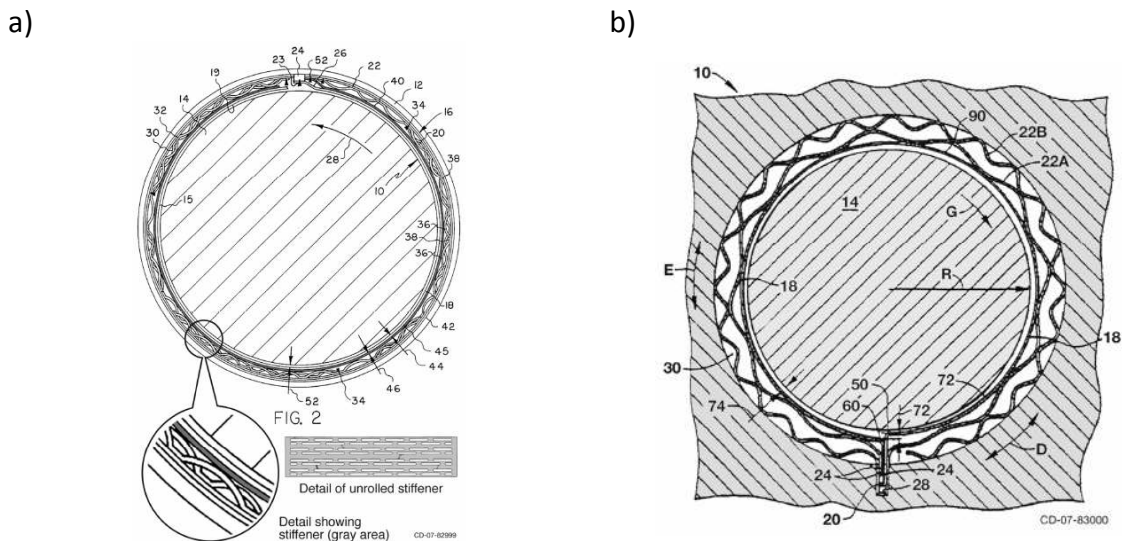 a)
b)
23 24 52 26 22
19
40
12
14
34
16
32
20
30
28
38
10
15
36
38
36
18
42
45
44
46
34
52
FIG. 2
Detail of unrolled stiffener
Detail showing
stiffener (gray area)
CD-07-82999
10
90
22B
22A
14
G
E
R
18
18
30
50
72
72
60
74
D
24
24
28
20
CD-07-83000